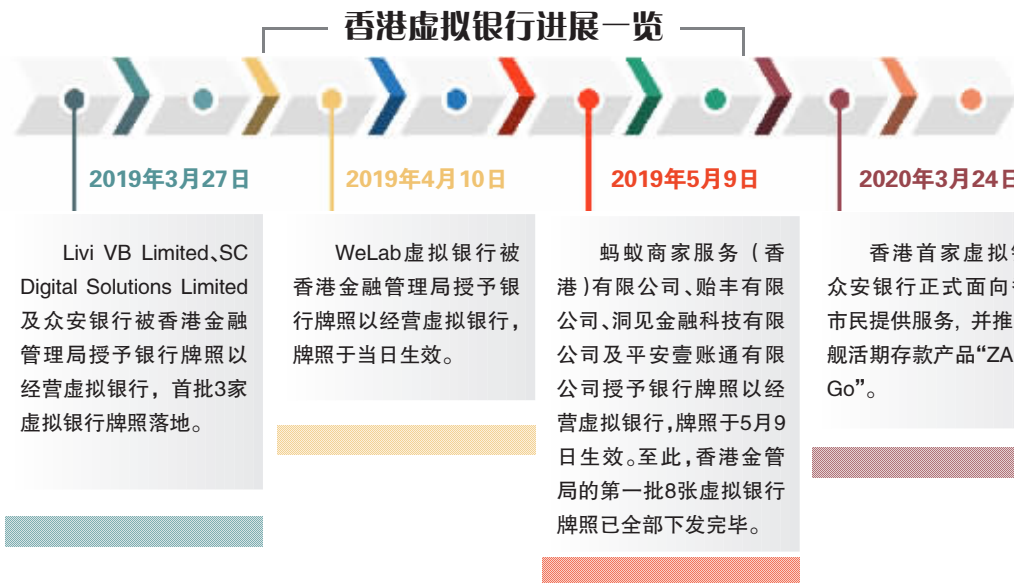 香港虚拟银行进展一览
2019年3月27日
Livi VB Limited、SC
Digital Solutions Limited
及众安银行被香港金融
管理局授予银行牌照以
经营虚拟银行，首批3家
虚拟银行牌照落地。
2019年4月10日
WeLab虚拟银行被
香港金融管理局授予银
行牌照以经营虚拟银行，
牌照于当日生效。
2019年5月9日
蚂蚁商家服务（香
港）有限公司、贻丰有限
公司、洞见金融科技有限
公司及平安壹账通有限
公司授予银行牌照以经
营虚拟银行，牌照于5月9
日生效。至此，香港金管
局的第一批8张虚拟银行
牌照已全部下发完毕。
2020年3月24日
香港首家虚拟
众安银行正式面向
市民提供服务，并推
舰活期存款产品“ZA
Go”。